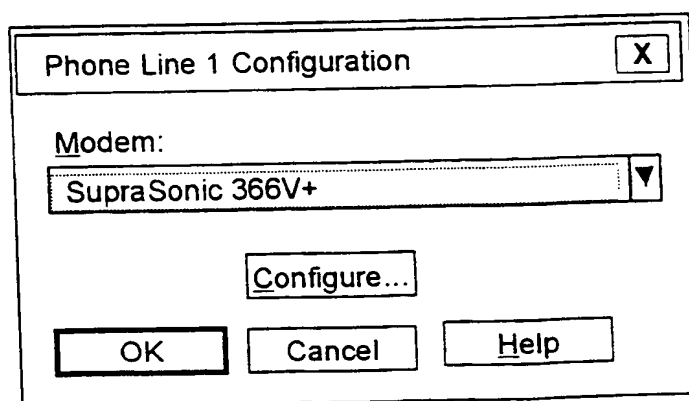 Phone Line 1 Configuration X
Modem:
SupraSonic 366V+
Configure...
OK Cancel Help